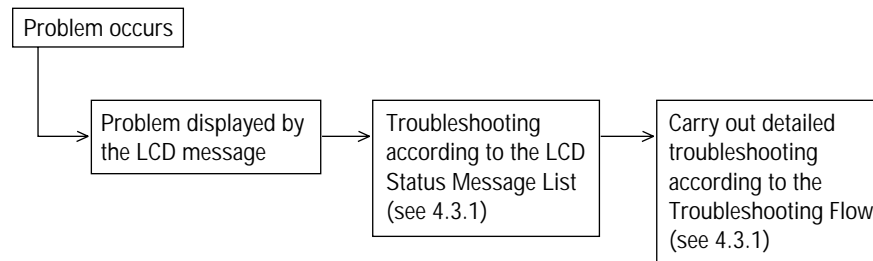 Problem occurs
Problem displayed by
the LCD message
Troubleshooting
according to the LCD
Status Message List
(see 4.3.1)
Carry out detailed
troubleshooting
according to the
Troubleshooting Flow
(see 4.3.1)